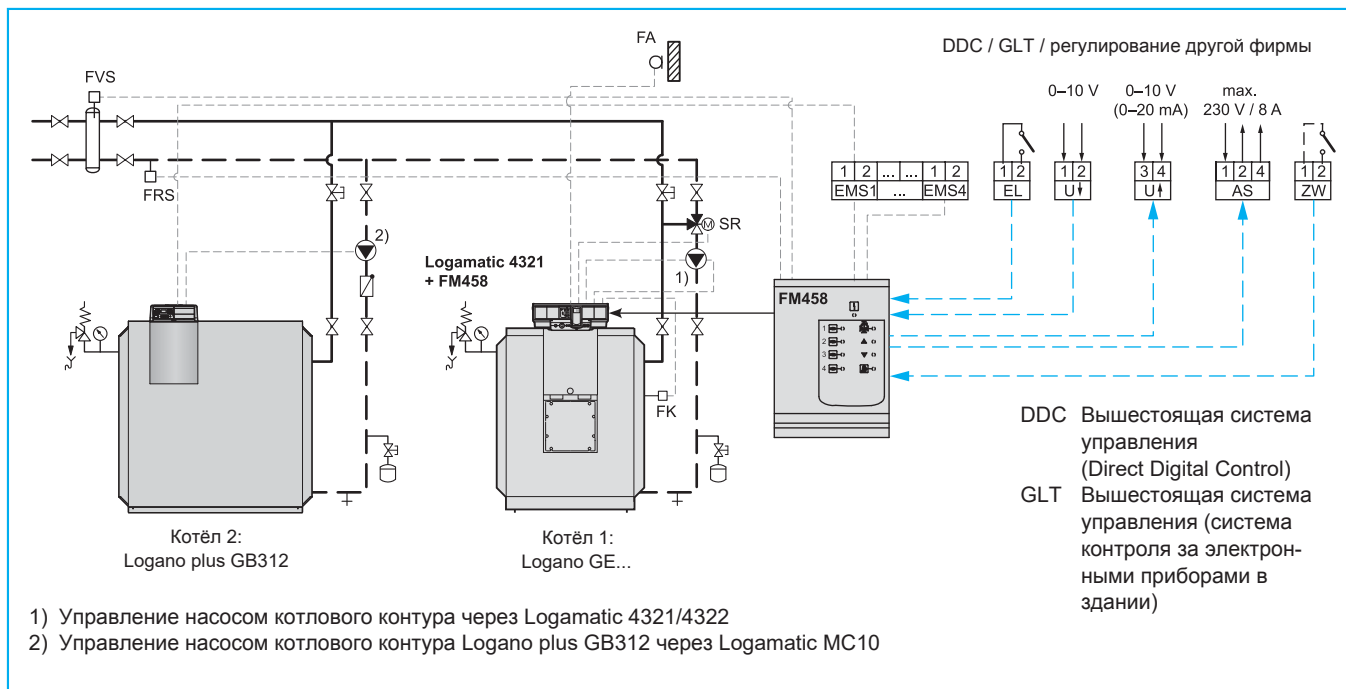 FA
DDC / GLT / регулирование другой фирмы
FVS
0–10 V
0–10 V
(0–20 mA)
max.
230 V / 8 A
1 2 ... ... 1 2
EMS1 ... EMS4
1 2
EL
1 2
U
3 4
U
1 2 4
AS
1 2
ZW
FRS
2)
M
SR
1)
Logamatic 4321
+ FM458
FM458
1
2
3
4
FK
DDC Вышестоящая система
управления
(Direct Digital Control)
GLT Вышестоящая система
управления (система
контроля за электрон-
ными приборами в
здании)
Котёл 2:
Logano plus GB312
Котёл 1:
Logano GE...
1) Управление насосом котлового контура через Logamatic 4321/4322
2) Управление насосом котлового контура Logano plus GB312 через Logamatic MC10